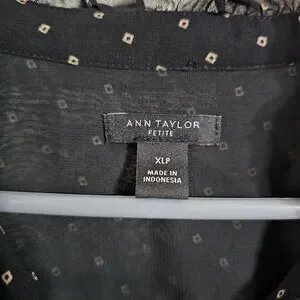 ANN TAYLOR
PETITE
XLP
MADE IN
INDONESIA